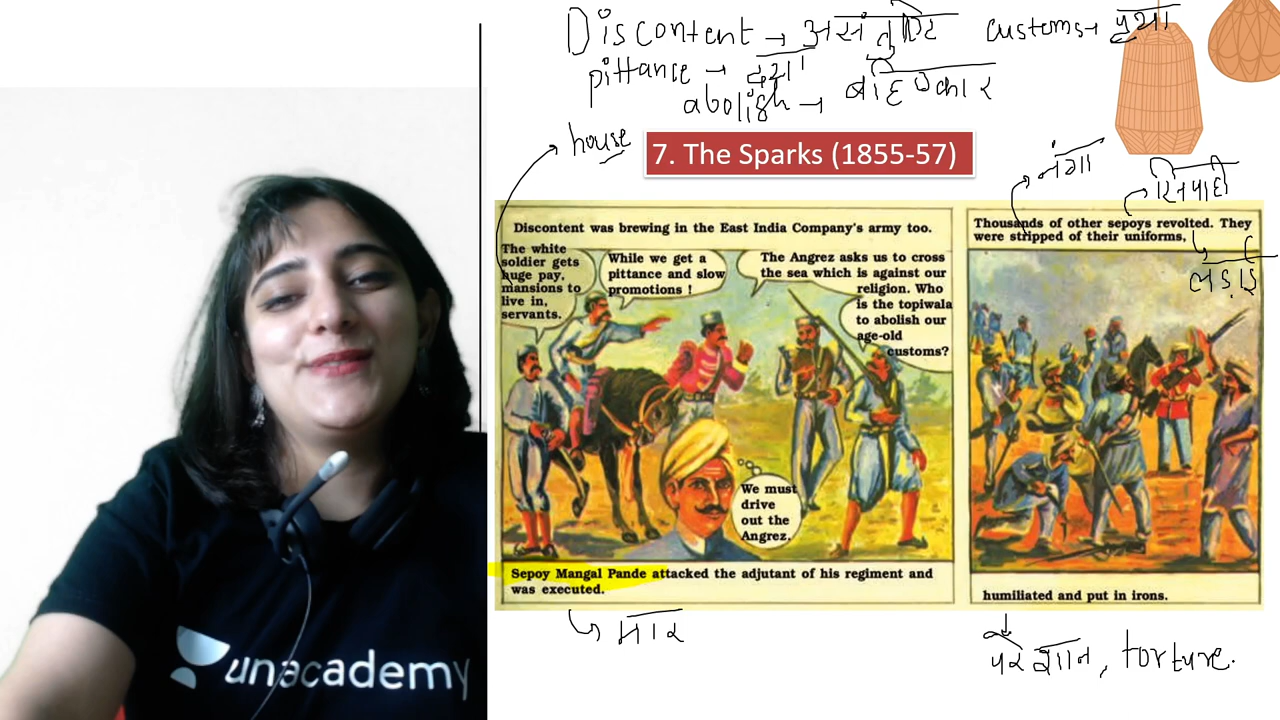 Discontent → असंतुष्टि customs → प्रथा
pittance → दया
abolish → बहिष्कार
house
7. The Sparks (1855-57)
नंगा
सिपाही
लड़ाई
Discontent was brewing in the East India Company's army too.
The white
soldier gets
huge pay,
mansions to
live in,
servants.
While we get a
pittance and slow
promotions !
The Angrez asks us to cross
the sea which is against our
religion. Who
is the topiwala
to abolish our
age-old
customs?
We must
drive
out the
Angrez.
Sepoy Mangal Pande attacked the adjutant of his regiment and
was executed.
मार
Thousands of other sepoys revolted. They
were stripped of their uniforms,
humiliated and put in irons.
परेशान, torture.
unacademy